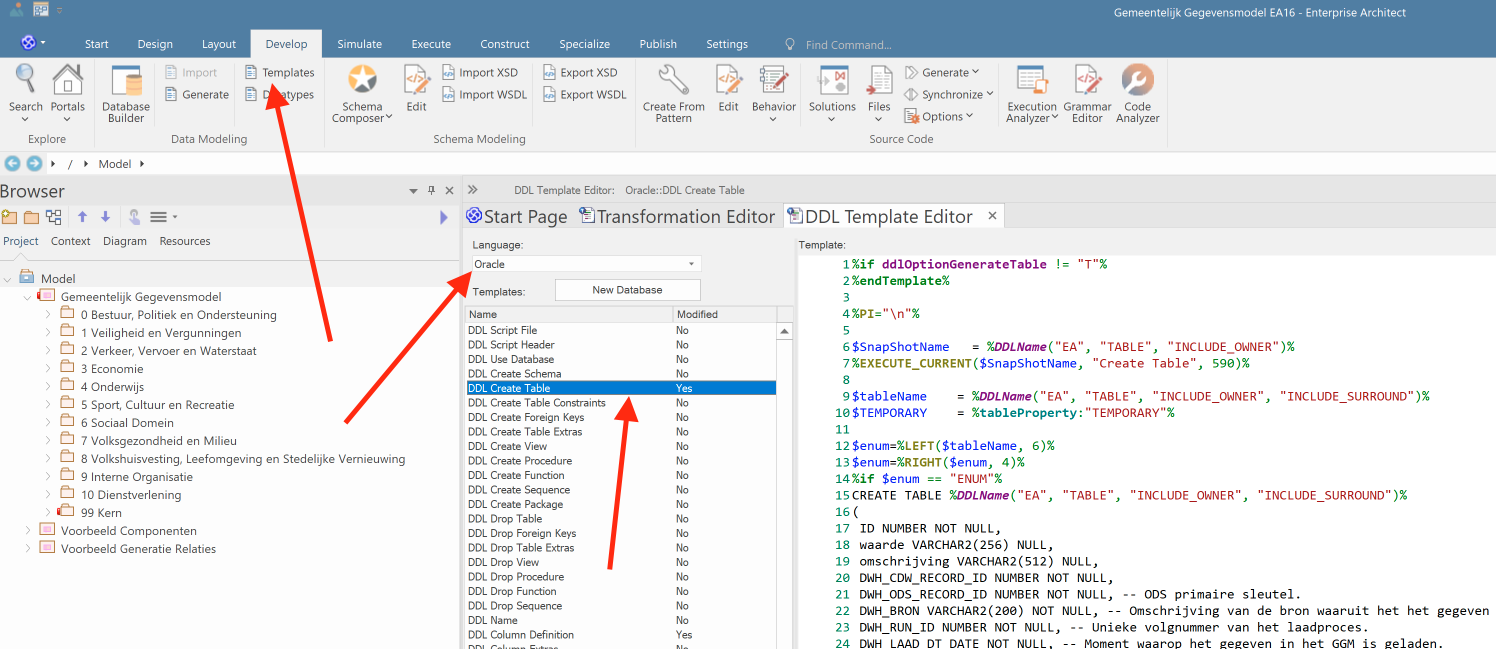 Gemeentelijk Gegevensmodel EA16 - Enterprise Architect
Start Design Layout Develop Simulate Execute Construct Specialize Publish Settings Find Command...
Import Templates Import XSD Export XSD Generate Synchronize Options
Generate Import WSDL Export WSDL
Search Portals Database Builder Schema Composer Edit Create From Pattern Edit Behavior Solutions Files Execution Analyzer Grammar Editor Code Analyzer
Explore Data Modeling Schema Modeling Source Code
/ Model
Browser
Project Context Diagram Resources
Model
Gemeentelijk Gegevensmodel
0 Bestuur, Politiek en Ondersteuning
1 Veiligheid en Vergunningen
2 Verkeer, Vervoer en Waterstaat
3 Economie
4 Onderwijs
5 Sport, Cultuur en Recreatie
6 Sociaal Domein
7 Volksgezondheid en Milieu
8 Volkshuisvesting, Leefomgeving en Stedelijke Vernieuwing
9 Interne Organisatie
10 Dienstverlening
99 Kern
Voorbeeld Componenten
Voorbeeld Generatie Relaties
DDL Template Editor: Oracle::DDL Create Table
Start Page Transformation Editor DDL Template Editor
Language:
Oracle
Templates: New Database
Name Modified
DDL Script File No
DDL Script Header No
DDL Use Database No
DDL Create Schema No
DDL Create Table Yes
DDL Create Table Constraints No
DDL Create Foreign Keys No
DDL Create Table Extras No
DDL Create View No
DDL Create Procedure No
DDL Create Function No
DDL Create Sequence No
DDL Create Package No
DDL Drop Table No
DDL Drop Foreign Keys No
DDL Drop Table Extras No
DDL Drop View No
DDL Drop Procedure No
DDL Drop Function No
DDL Drop Sequence No
DDL Name No
DDL Column Definition Yes
DDL Column Extras No
Template:
1 %if ddlOptionGenerateTable != "T"%
2 %endTemplate%
3
4 %PI="\n"%
5
6 $SnapShotName   = %DDLName("EA", "TABLE", "INCLUDE_OWNER")%
7 %EXECUTE_CURRENT($SnapShotName, "Create Table", 590)%
8
9 $tableName    = %DDLName("EA", "TABLE", "INCLUDE_OWNER", "INCLUDE_SURROUND")%
10 $TEMPORARY    = %tableProperty:"TEMPORARY"%
11
12 $enum=%LEFT($tableName, 6)%
13 $enum=%RIGHT($enum, 4)%
14 %if $enum == "ENUM"%
15 CREATE TABLE %DDLName("EA", "TABLE", "INCLUDE_OWNER", "INCLUDE_SURROUND")%
16 (
17 ID NUMBER NOT NULL,
18 waarde VARCHAR2(256) NULL,
19 omschrijving VARCHAR2(512) NULL,
20 DWH_CDW_RECORD_ID NUMBER NOT NULL,
21 DWH_ODS_RECORD_ID NUMBER NOT NULL, -- ODS primaire sleutel.
22 DWH_BRON VARCHAR2(200) NOT NULL, -- Omschrijving van de bron waaruit het het gegeven
23 DWH_RUN_ID NUMBER NOT NULL, -- Unieke volgnummer van het laadproces.
24 DWH_LAAD_DT DATE NOT NULL, -- Moment waarop het gegeven in het GGM is geladen.